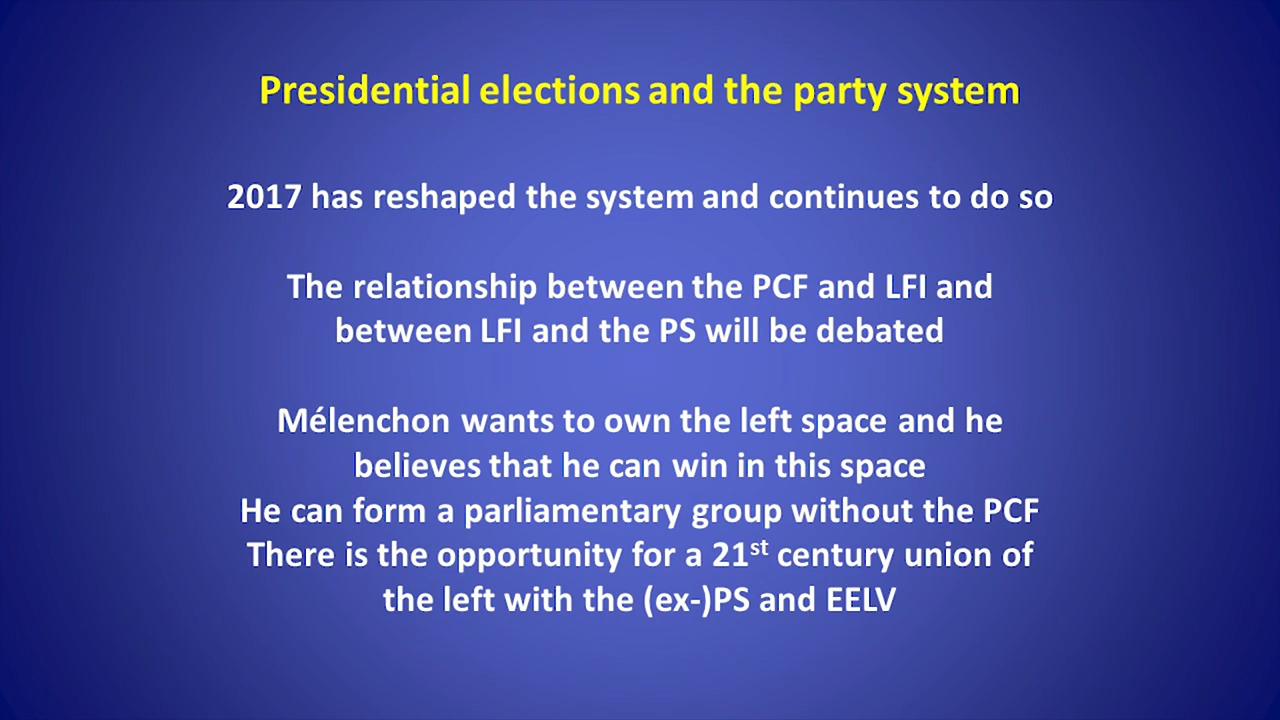 Presidential elections and the party system
2017 has reshaped the system and continues to do so
The relationship between the PCF and LFI and
between LFI and the PS will be debated
Mélenchon wants to own the left space and he
believes that he can win in this space
He can form a parliamentary group without the PCF
There is the opportunity for a 21st century union of
the left with the (ex-)PS and EELV